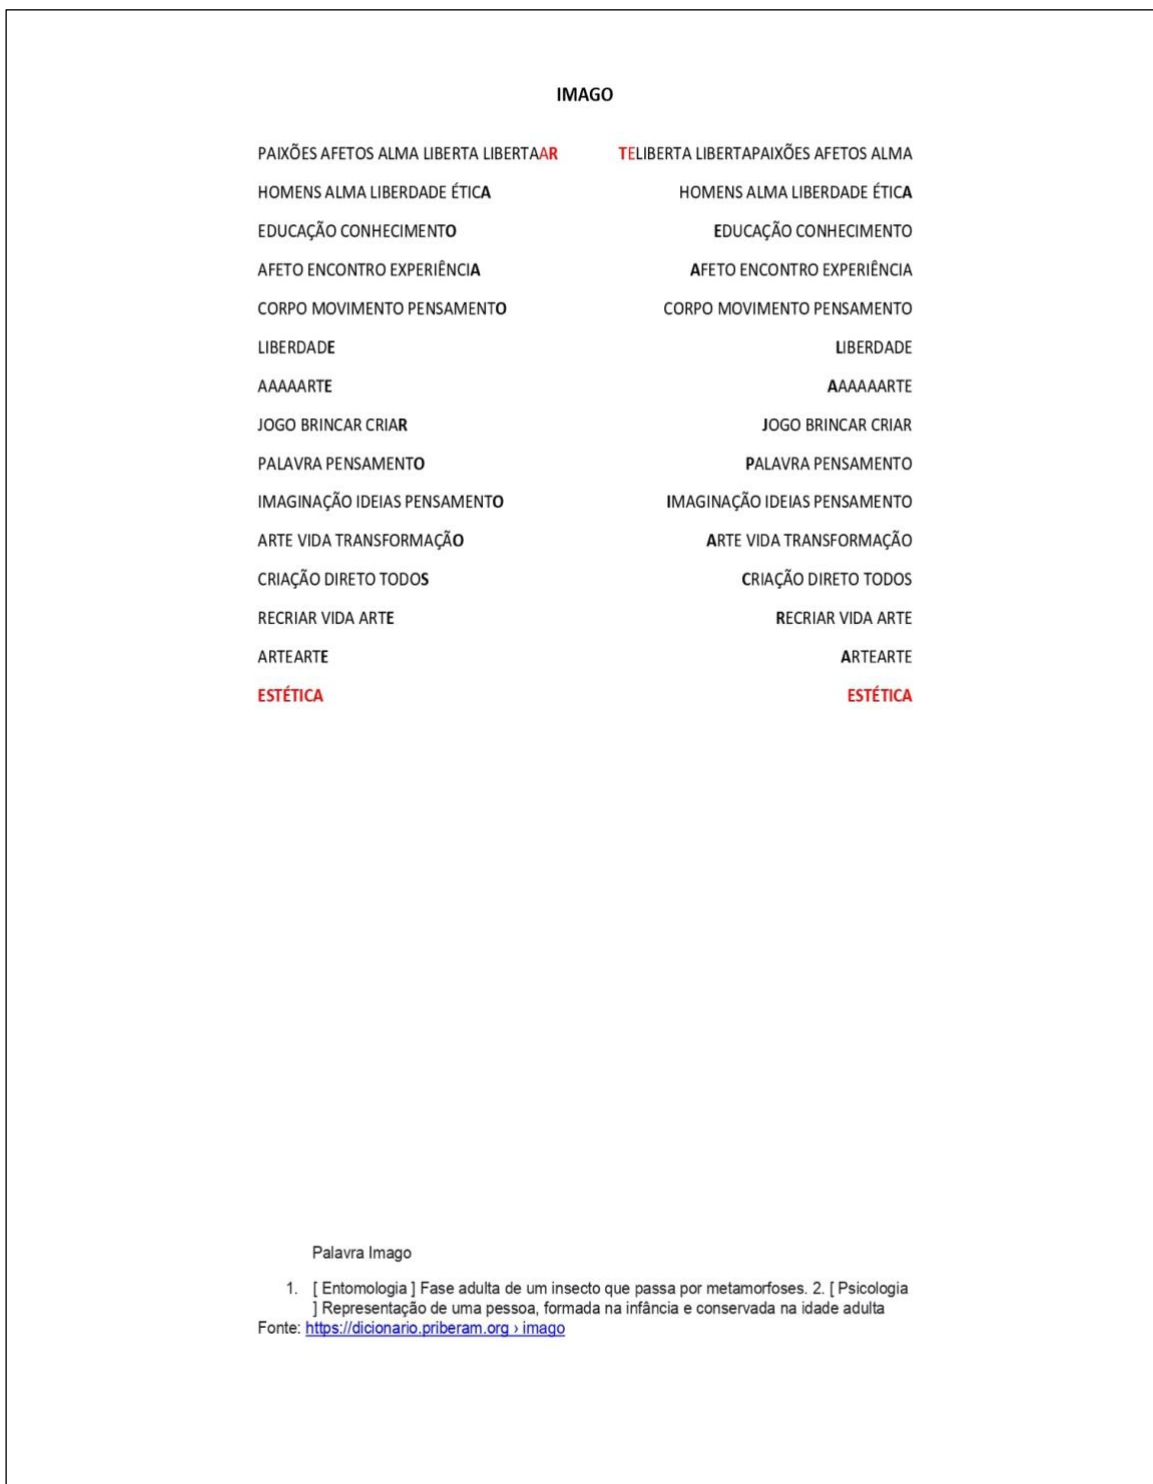 IMAGO
PAIXÕES AFETOS ALMA LIBERTA LIBERTAAR TELIBERTA LIBERTAPAIXÕES AFETOS ALMA
HOMENS ALMA LIBERDADE ÉTICA HOMENS ALMA LIBERDADE ÉTICA
EDUCAÇÃO CONHECIMENTO EDUCAÇÃO CONHECIMENTO
AFETO ENCONTRO EXPERIÊNCIA AFETO ENCONTRO EXPERIÊNCIA
CORPO MOVIMENTO PENSAMENTO CORPO MOVIMENTO PENSAMENTO
LIBERDADE LIBERDADE
AAAAARTE AAAAAARTE
JOGO BRINCAR CRIAR JOGO BRINCAR CRIAR
PALAVRA PENSAMENTO PALAVRA PENSAMENTO
IMAGINAÇÃO IDEIAS PENSAMENTO IMAGINAÇÃO IDEIAS PENSAMENTO
ARTE VIDA TRANSFORMAÇÃO ARTE VIDA TRANSFORMAÇÃO
CRIAÇÃO DIRETO TODOS CRIAÇÃO DIRETO TODOS
RECRIAR VIDA ARTE RECRIAR VIDA ARTE
ARTEARTE ARTEARTE
ESTÉTICA ESTÉTICA
Palavra Imago
1. [ Entomologia ] Fase adulta de um insecto que passa por metamorfoses. 2. [ Psicologia
] Representação de uma pessoa, formada na infância e conservada na idade adulta
Fonte: https://dicionario.priberam.org › imago